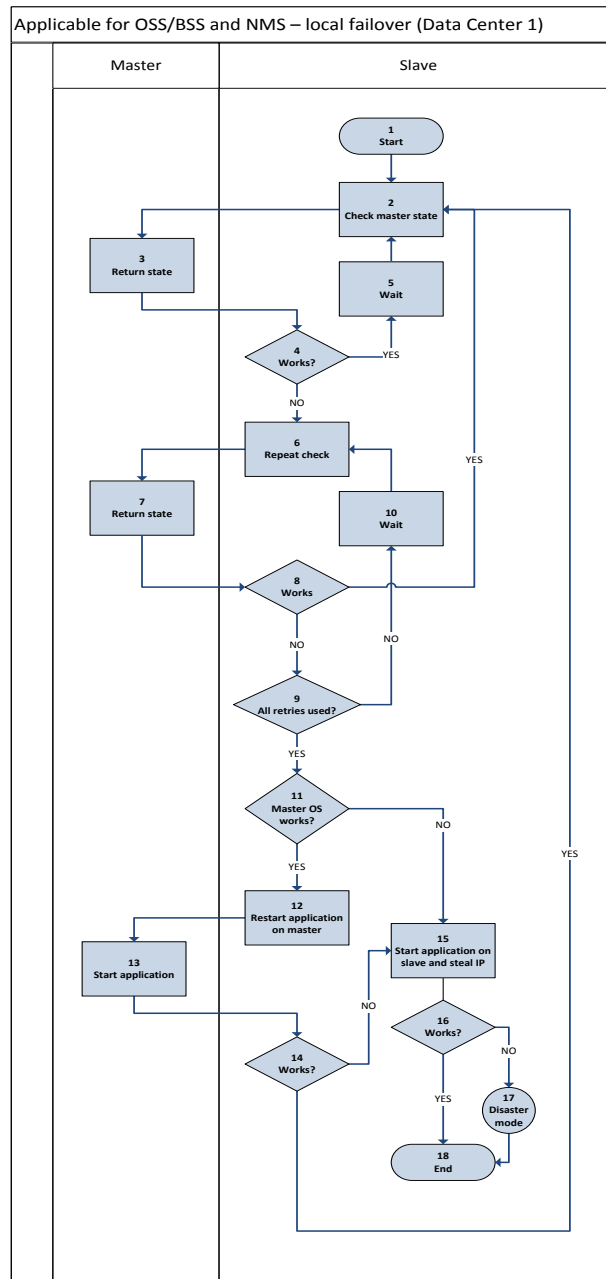 Applicable for OSS/BSS and NMS – local failover (Data Center 1)
Master
Slave
1
Start
2
Check master state
3
Return state
5
Wait
4
Works?
YES
NO
6
Repeat check
YES
7
Return state
10
Wait
8
Works
NO
NO
9
All retries used?
YES
11
Master OS
works?
NO
YES
YES
12
Restart application
on master
15
Start application on
slave and steal IP
13
Start application
NO
16
Works?
14
Works?
NO
YES
17
Disaster
mode
18
End